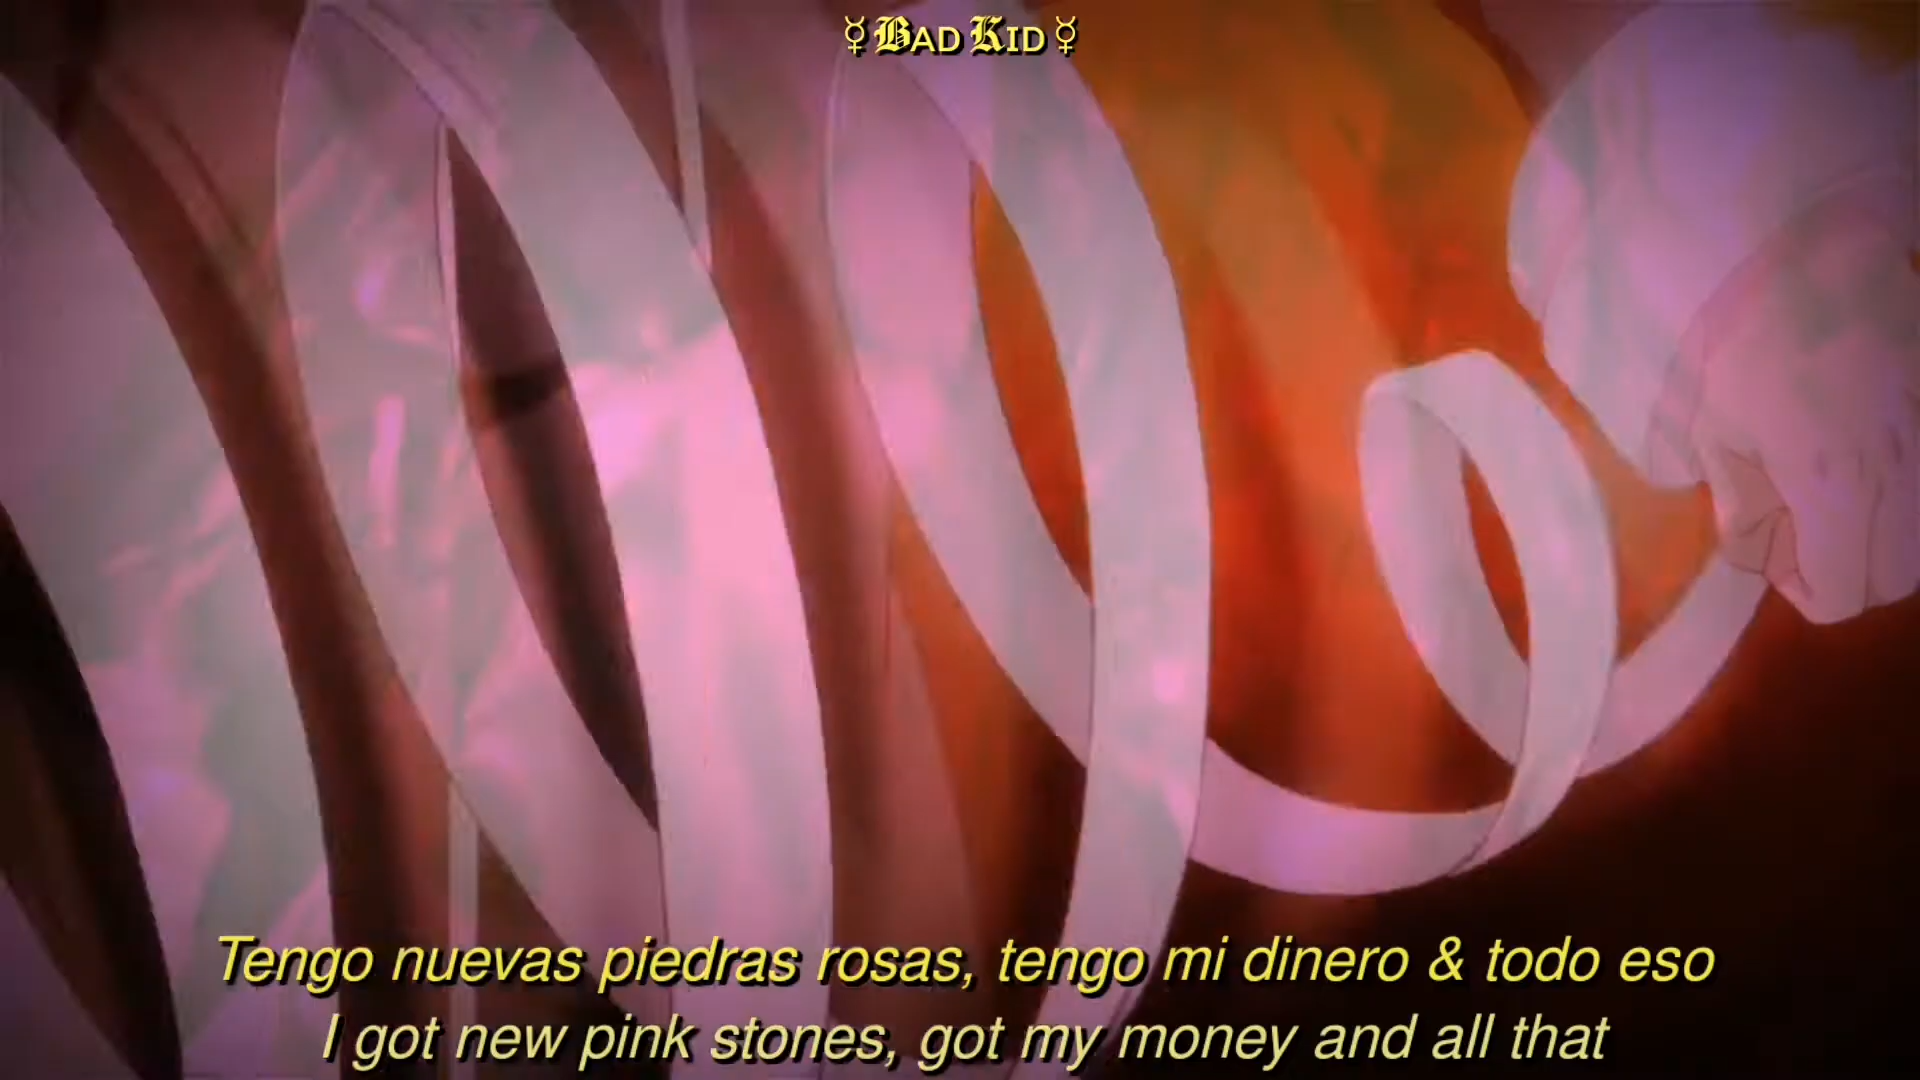 ☿ Bad Kid ☿
Tengo nuevas piedras rosas, tengo mi dinero & todo eso
I got new pink stones, got my money and all that